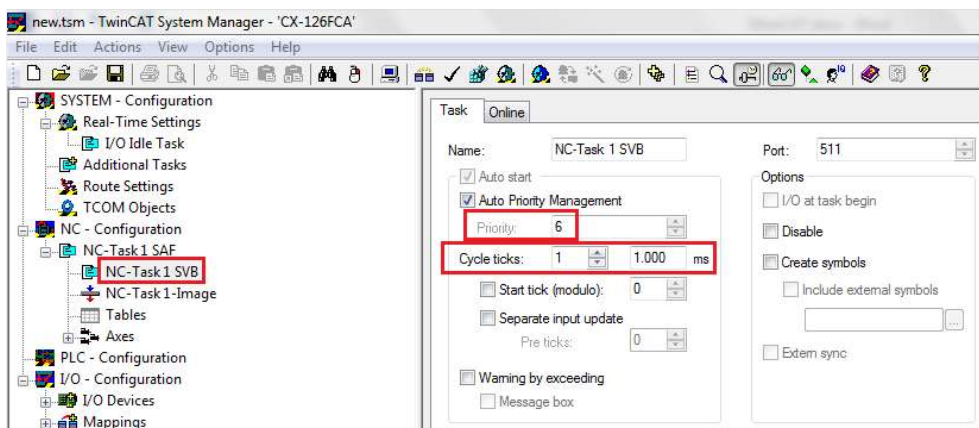 new.tsm - TwinCAT System Manager - 'CX-126FCA'
File Edit Actions View Options Help
SYSTEM - Configuration
Real-Time Settings
I/O Idle Task
Additional Tasks
Route Settings
TCOM Objects
NC - Configuration
NC-Task 1 SAF
NC-Task 1 SVB
NC-Task 1-Image
Tables
Axes
PLC - Configuration
I/O - Configuration
I/O Devices
Mappings
Task Online
Name: NC-Task 1 SVB
Auto start
Auto Priority Management
Priority: 6
Cycle ticks: 1 1.000 ms
Start tick (modulo): 0
Separate input update
Pre ticks: 0
Warning by exceeding
Message box
Port: 511
Options
I/O at task begin
Disable
Create symbols
Include external symbols
...
Extern sync